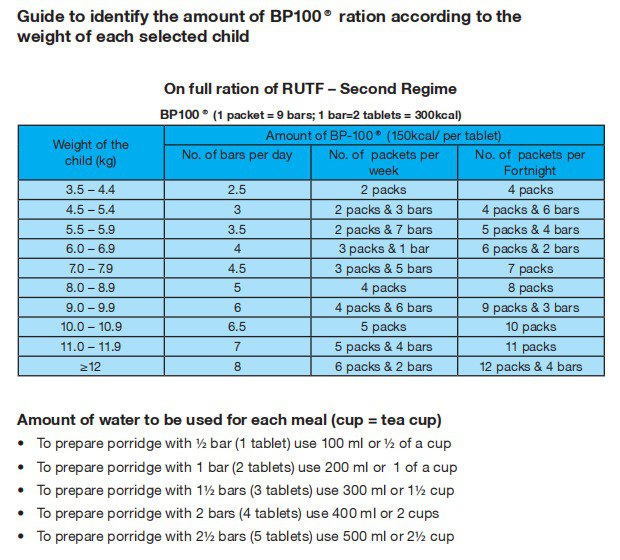 Guide to identify the amount of BP100® ration according to the
weight of each selected child
On full ration of RUTF – Second Regime
BP100® (1 packet = 9 bars; 1 bar=2 tablets = 300kcal)
Weight of the child (kg) Amount of BP-100® (150kcal/ per tablet)
No. of bars per day No. of packets per week No. of packets per Fortnight
3.5 – 4.4 2.5 2 packs 4 packs
4.5 – 5.4 3 2 packs & 3 bars 4 packs & 6 bars
5.5 – 5.9 3.5 2 packs & 7 bars 5 packs & 4 bars
6.0 – 6.9 4 3 packs & 1 bar 6 packs & 2 bars
7.0 – 7.9 4.5 3 packs & 5 bars 7 packs
8.0 – 8.9 5 4 packs 8 packs
9.0 – 9.9 6 4 packs & 6 bars 9 packs & 3 bars
10.0 – 10.9 6.5 5 packs 10 packs
11.0 – 11.9 7 5 packs & 4 bars 11 packs
≥12 8 6 packs & 2 bars 12 packs & 4 bars
Amount of water to be used for each meal (cup = tea cup)
• To prepare porridge with ½ bar (1 tablet) use 100 ml or ½ of a cup
• To prepare porridge with 1 bar (2 tablets) use 200 ml or 1 of a cup
• To prepare porridge with 1½ bars (3 tablets) use 300 ml or 1½ cup
• To prepare porridge with 2 bars (4 tablets) use 400 ml or 2 cups
• To prepare porridge with 2½ bars (5 tablets) use 500 ml or 2½ cup